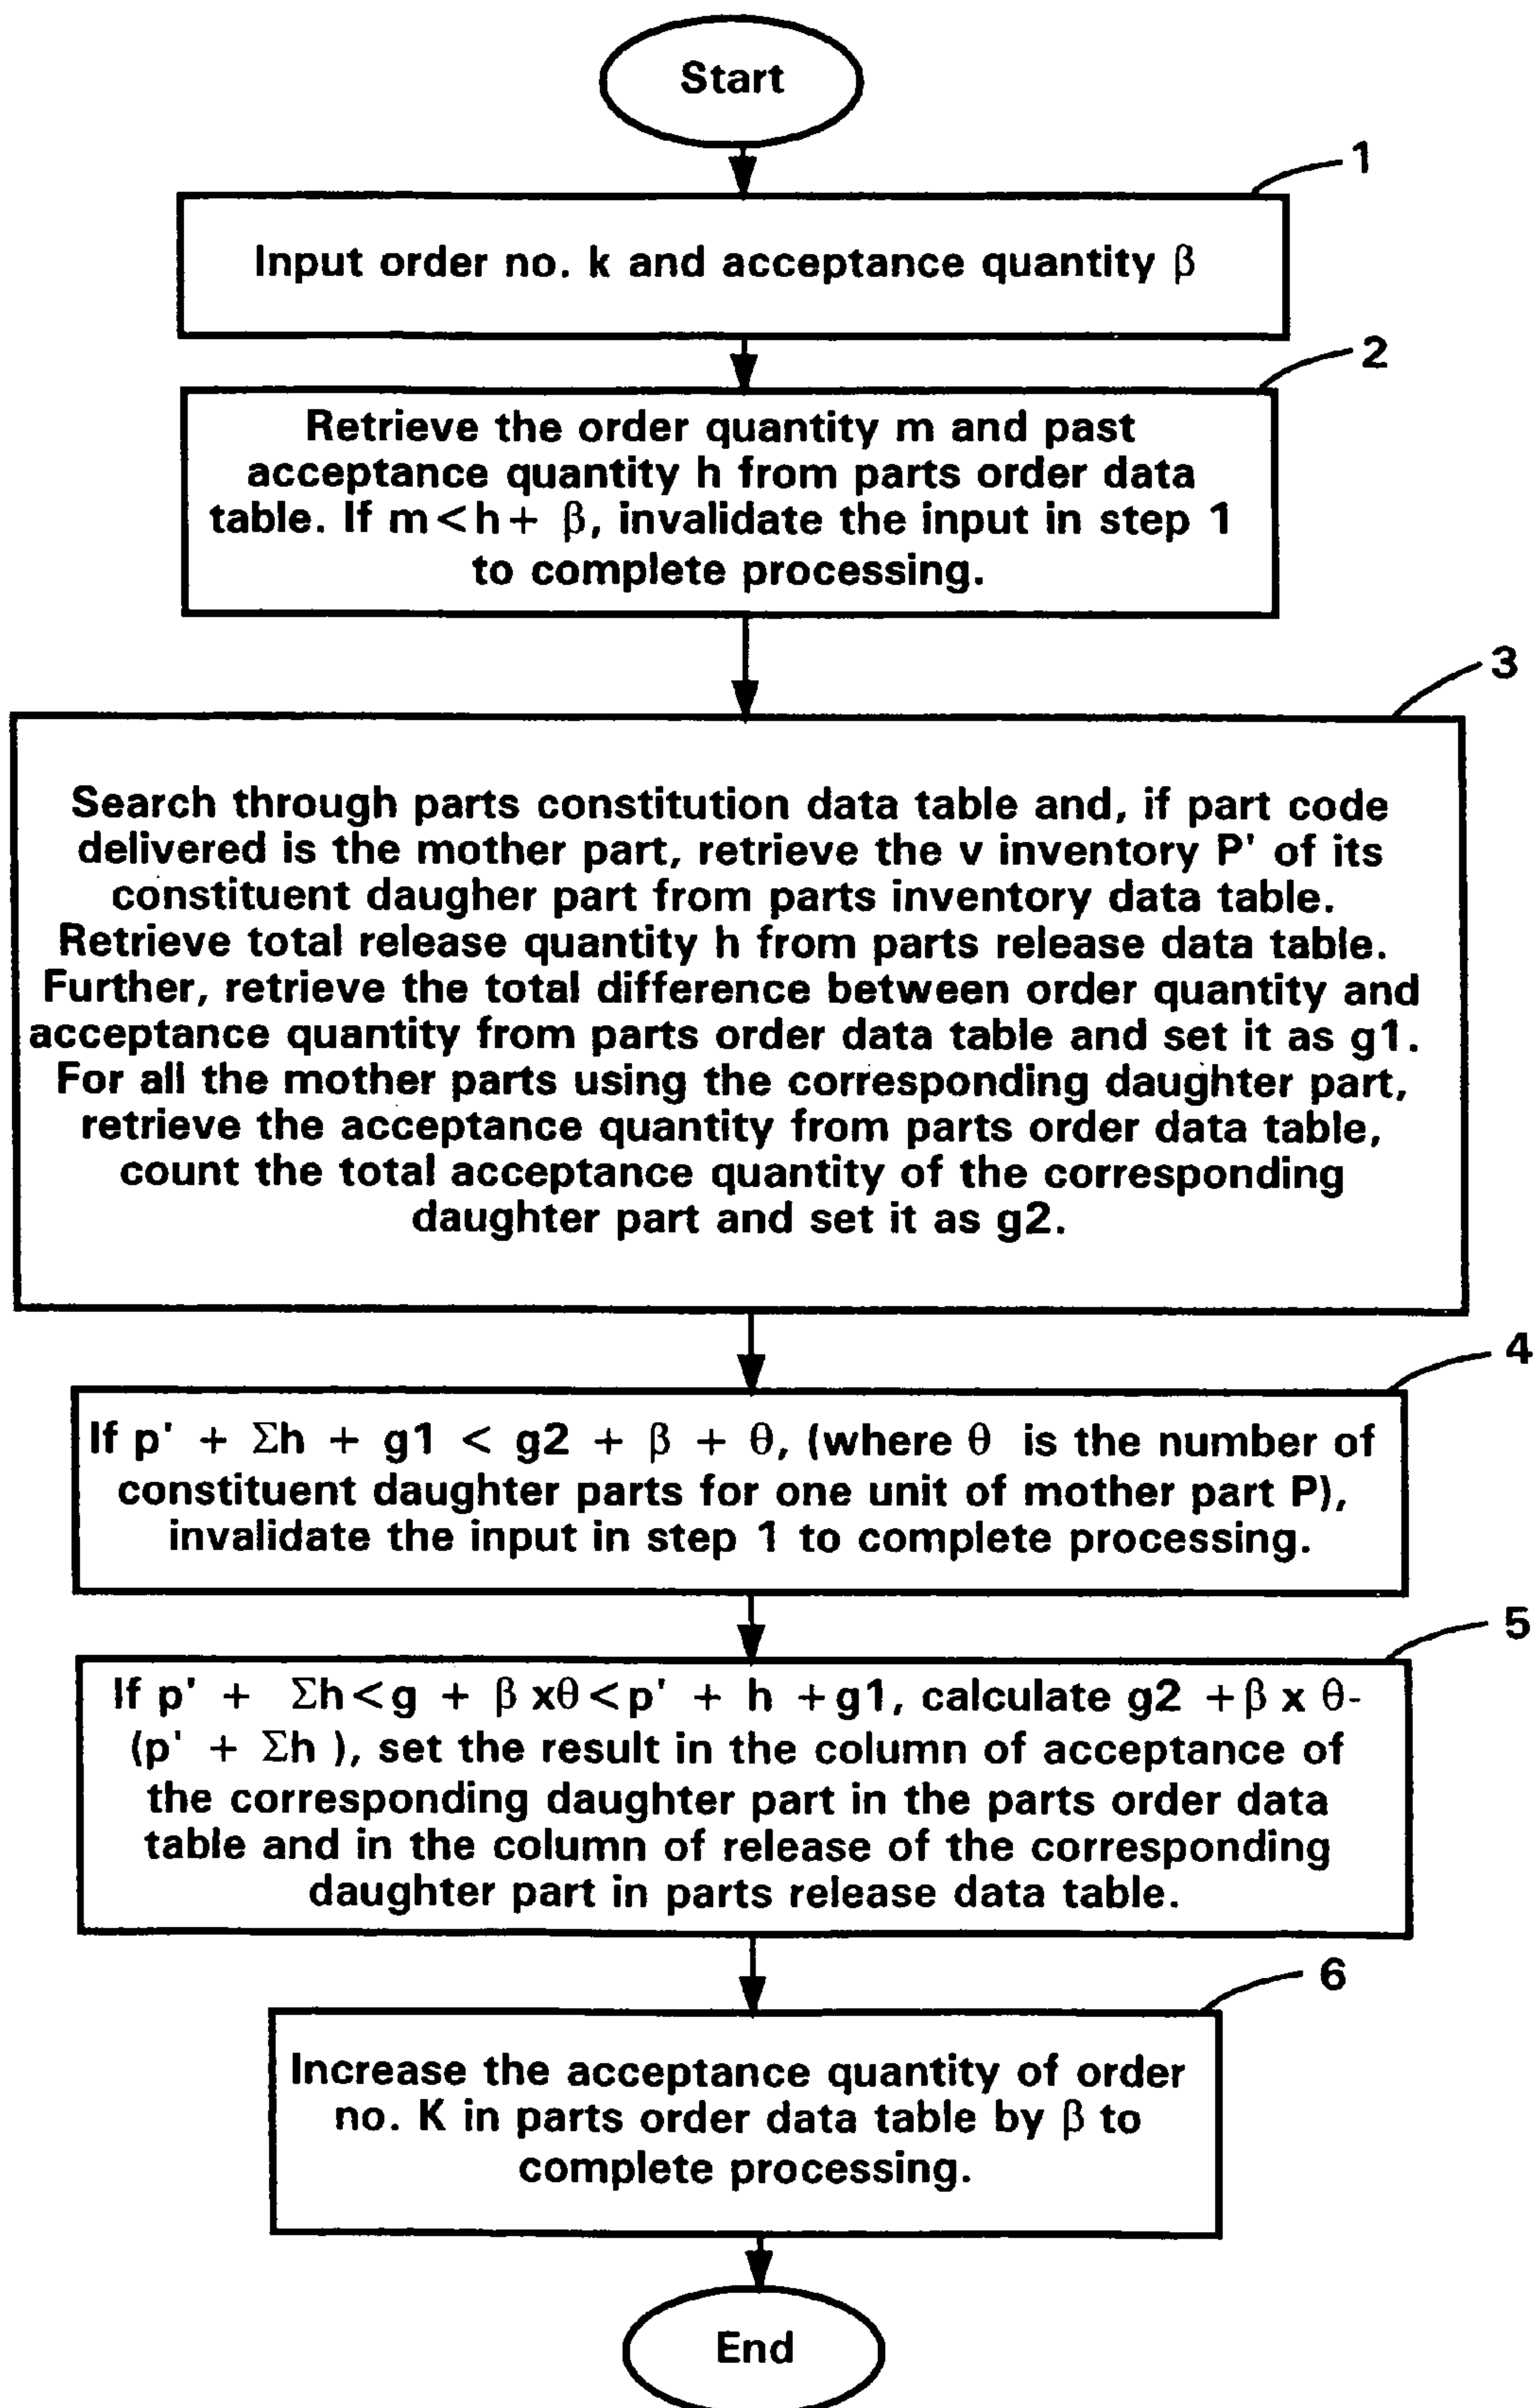 Start
1
Input order no. k and acceptance quantity β
2
Retrieve the order quantity m and past
acceptance quantity h from parts order data
table. If m<h+ β, invalidate the input in step 1
to complete processing.
3
Search through parts constitution data table and, if part code
delivered is the mother part, retrieve the v inventory P' of its
constituent daugher part from parts inventory data table.
Retrieve total release quantity h from parts release data table.
Further, retrieve the total difference between order quantity and
acceptance quantity from parts order data table and set it as g1.
For all the mother parts using the corresponding daughter part,
retrieve the acceptance quantity from parts order data table,
count the total acceptance quantity of the corresponding
daughter part and set it as g2.
4
If p' + Σh + g1 < g2 + β + θ, (where θ is the number of
constituent daughter parts for one unit of mother part P),
invalidate the input in step 1 to complete processing.
5
If p' + Σh<g + β xθ<p' + h +g1, calculate g2 +β x θ-
(p' + Σh ), set the result in the column of acceptance of
the corresponding daughter part in the parts order data
table and in the column of release of the corresponding
daughter part in parts release data table.
6
Increase the acceptance quantity of order
no. K in parts order data table by β to
complete processing.
End